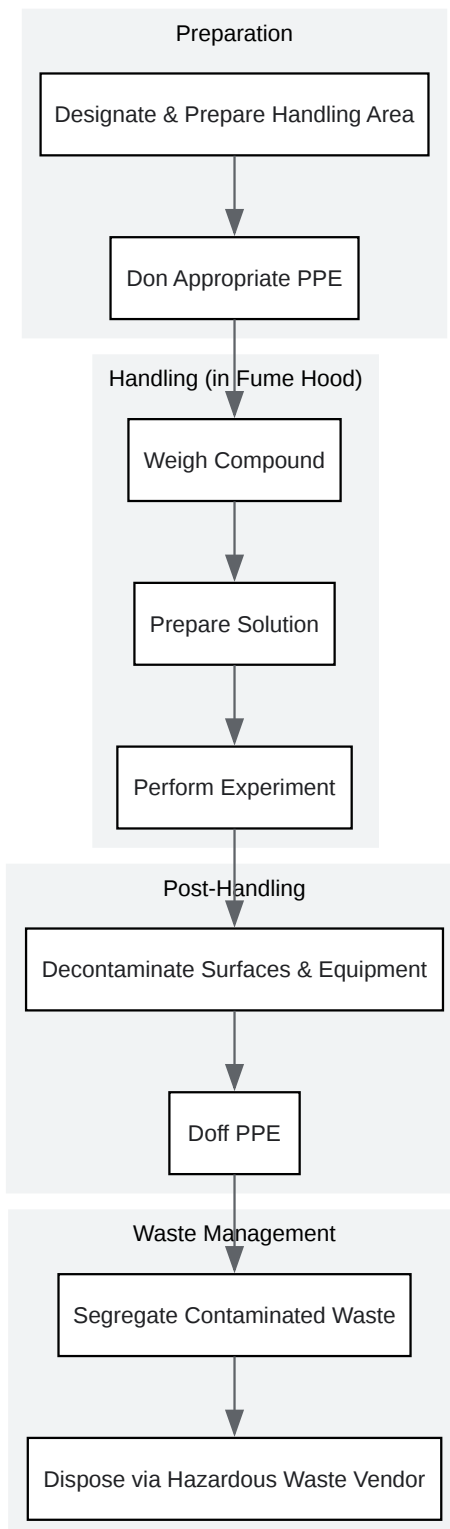 Preparation
Designate & Prepare Handling Area
Don Appropriate PPE
Handling (in Fume Hood)
Weigh Compound
Prepare Solution
Perform Experiment
Post-Handling
Decontaminate Surfaces & Equipment
Doff PPE
Waste Management
Segregate Contaminated Waste
Dispose via Hazardous Waste Vendor